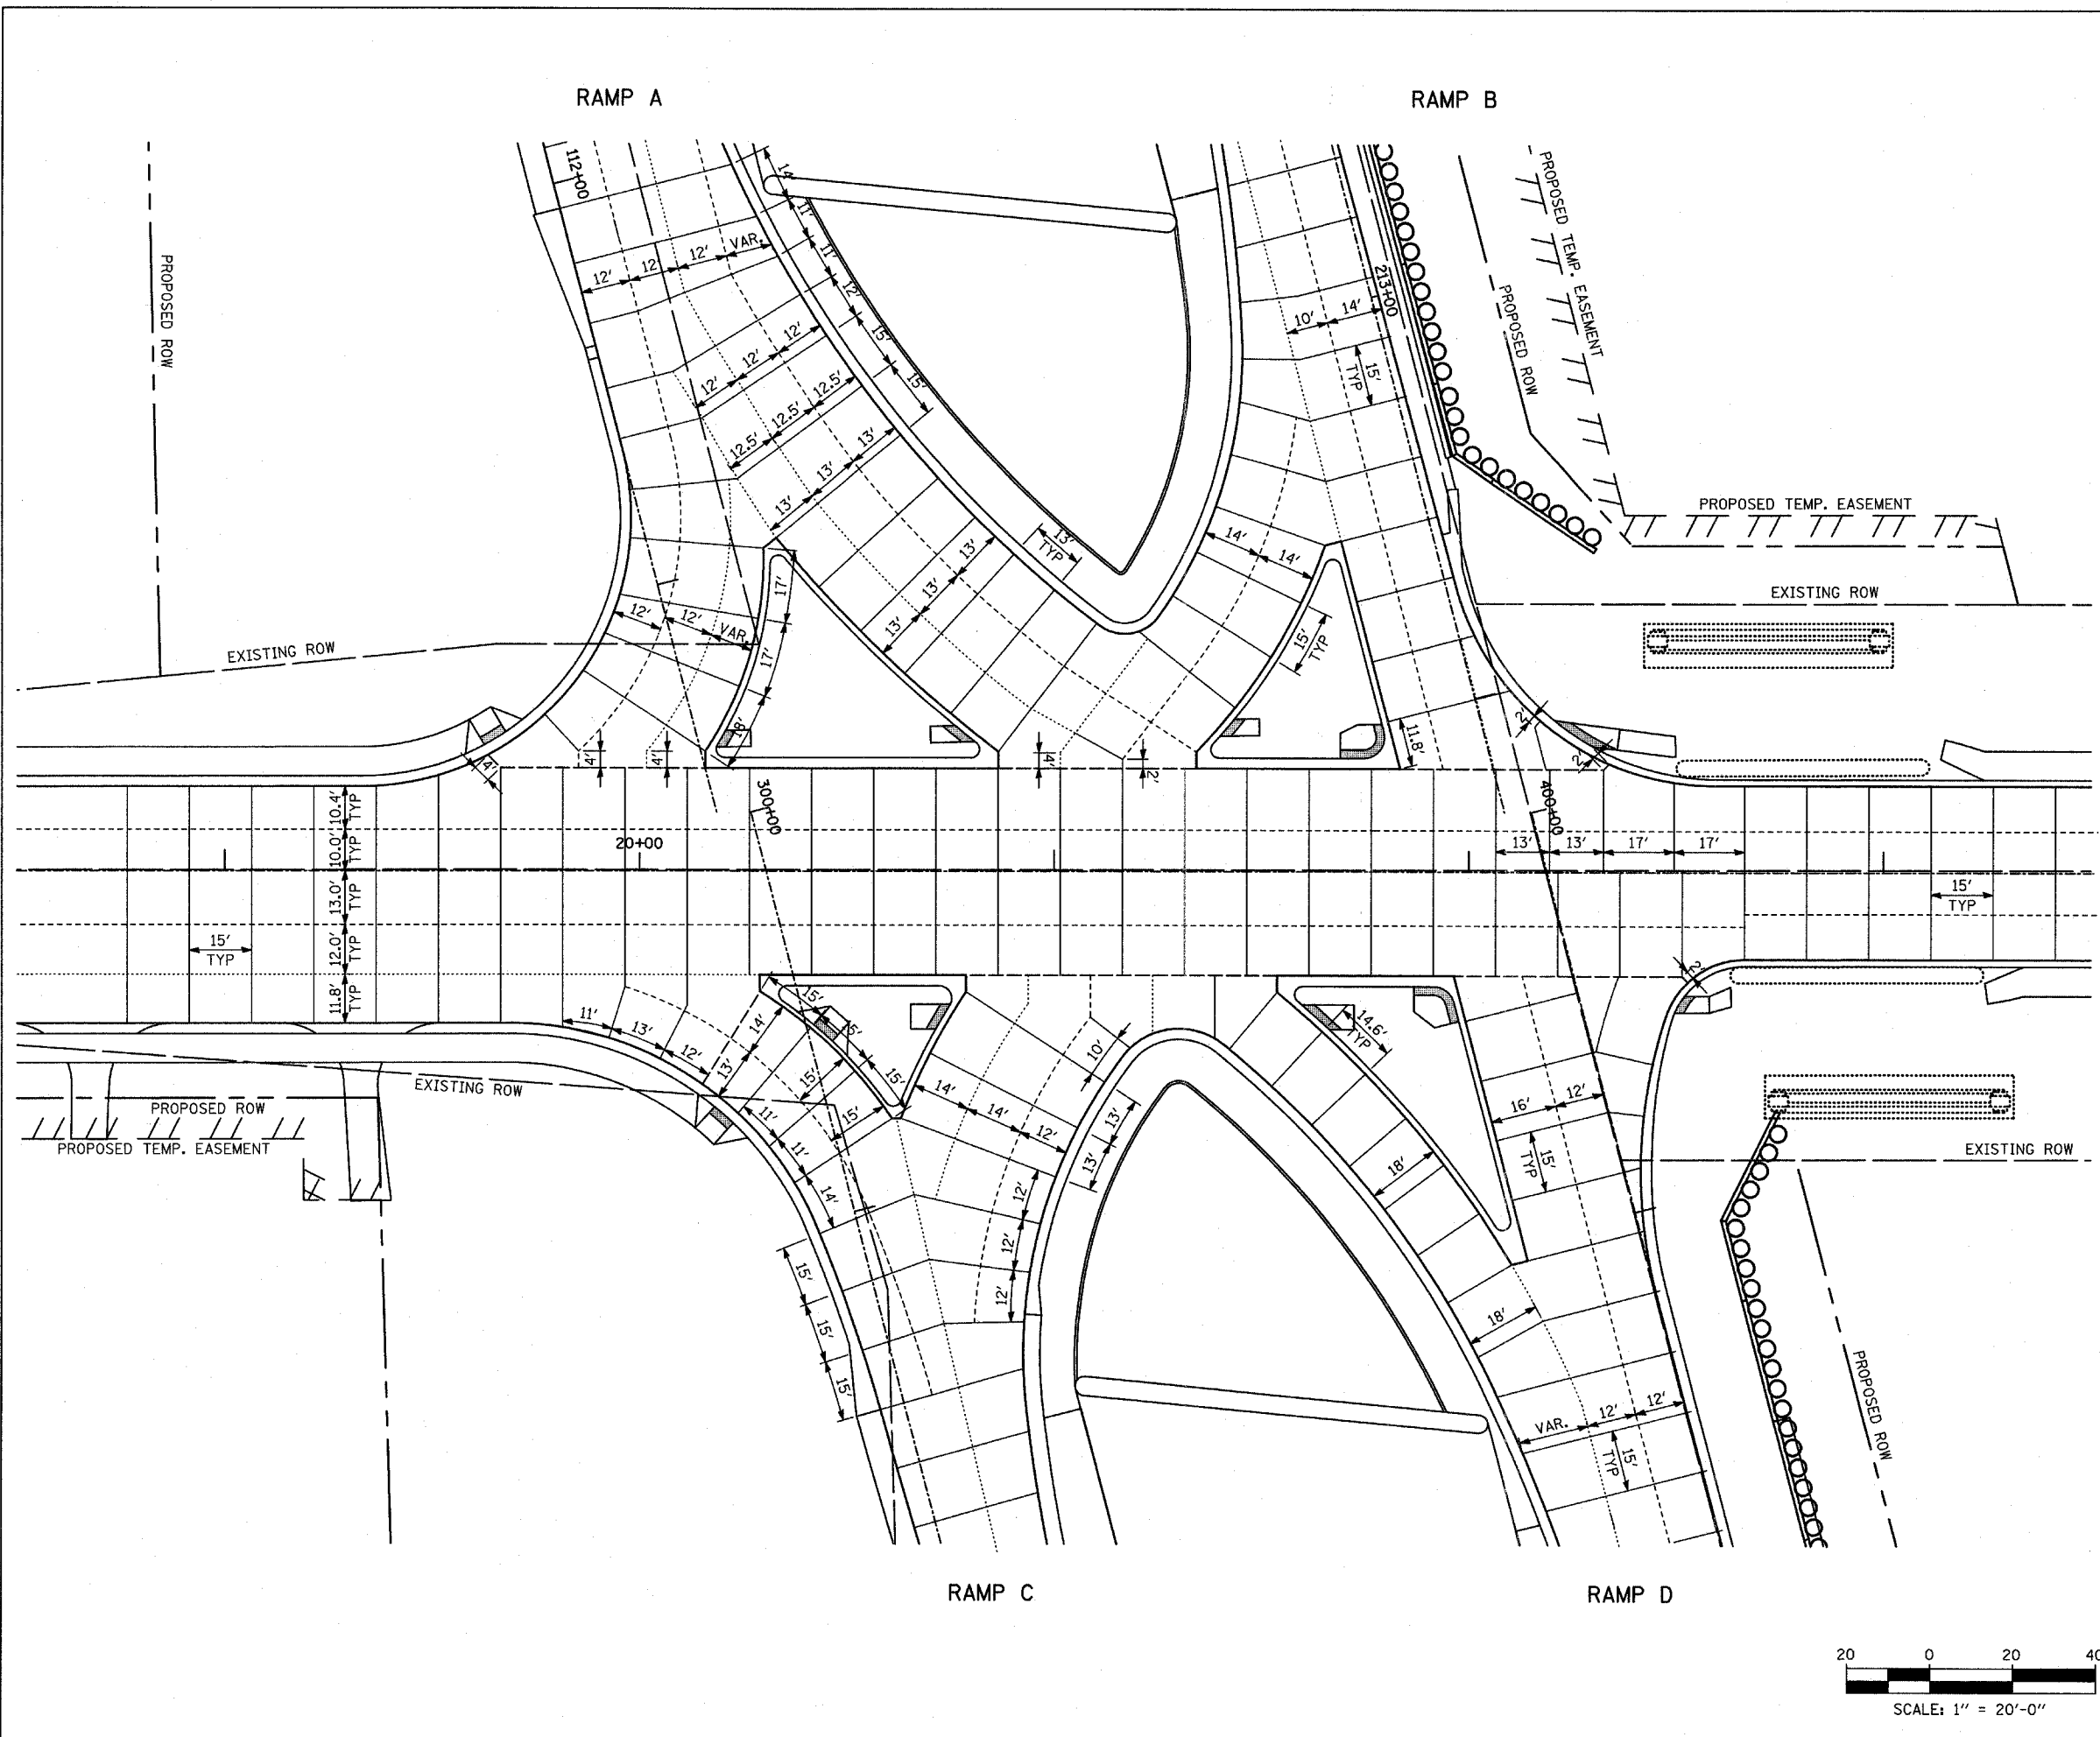 RAMP A
RAMP B
112+00
14'
11'
11'
12'
15'
15'
12'
12'
12'
VAR.
12'
12'
12'
12.5'
12.5'
12.5'
13'
13'
13'
13'
13'
13'
13'
TYP
PROPOSED ROW
EXISTING ROW
12'
12'
VAR.
17'
17'
18'
4'
4'
4'
4'
2'
213+00
10'
14'
15'
TYP
14'
14'
15'
TYP
11.8'
PROPOSED ROW
PROPOSED TEMP. EASEMENT
PROPOSED TEMP. EASEMENT
EXISTING ROW
2'
2'
10.4'
TYP
10.0'
TYP
13.0'
TYP
12.0'
TYP
11.8'
TYP
15'
TYP
20+00
300+00
400+00
13'
13'
17'
17'
15'
TYP
2'
11'
13'
12'
13'
14'
15'
15'
15'
15'
15'
11'
11'
14'
15'
15'
15'
14'
14'
12'
10'
13'
13'
12'
12'
12'
14.6'
TYP
18'
18'
16'
12'
15'
TYP
VAR.
12'
12'
15'
TYP
EXISTING ROW
PROPOSED ROW
PROPOSED TEMP. EASEMENT
EXISTING ROW
PROPOSED ROW
RAMP C
RAMP D
20 0 20 40
SCALE: 1" = 20'-0"